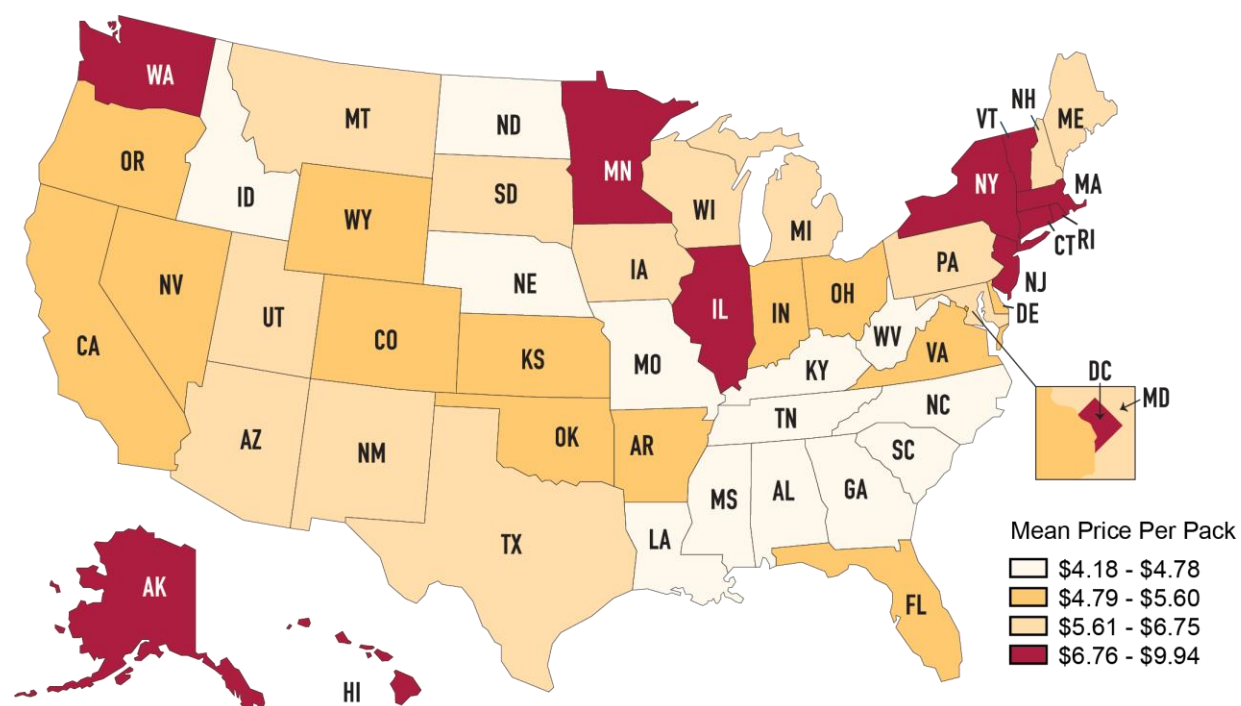 WA
MT
ND
MN
OR
ID
SD
WI
MI
VT
NH
ME
NY
MA
CT
RI
WY
NV
UT
NE
IA
PA
NJ
CA
CO
KS
IL
IN
OH
DE
MO
WV
VA
KY
DC
MD
AZ
NM
OK
AR
TN
NC
SC
MS
AL
GA
TX
LA
FL
AK
HI
Mean Price Per Pack
$4.18 - $4.78
$4.79 - $5.60
$5.61 - $6.75
$6.76 - $9.94